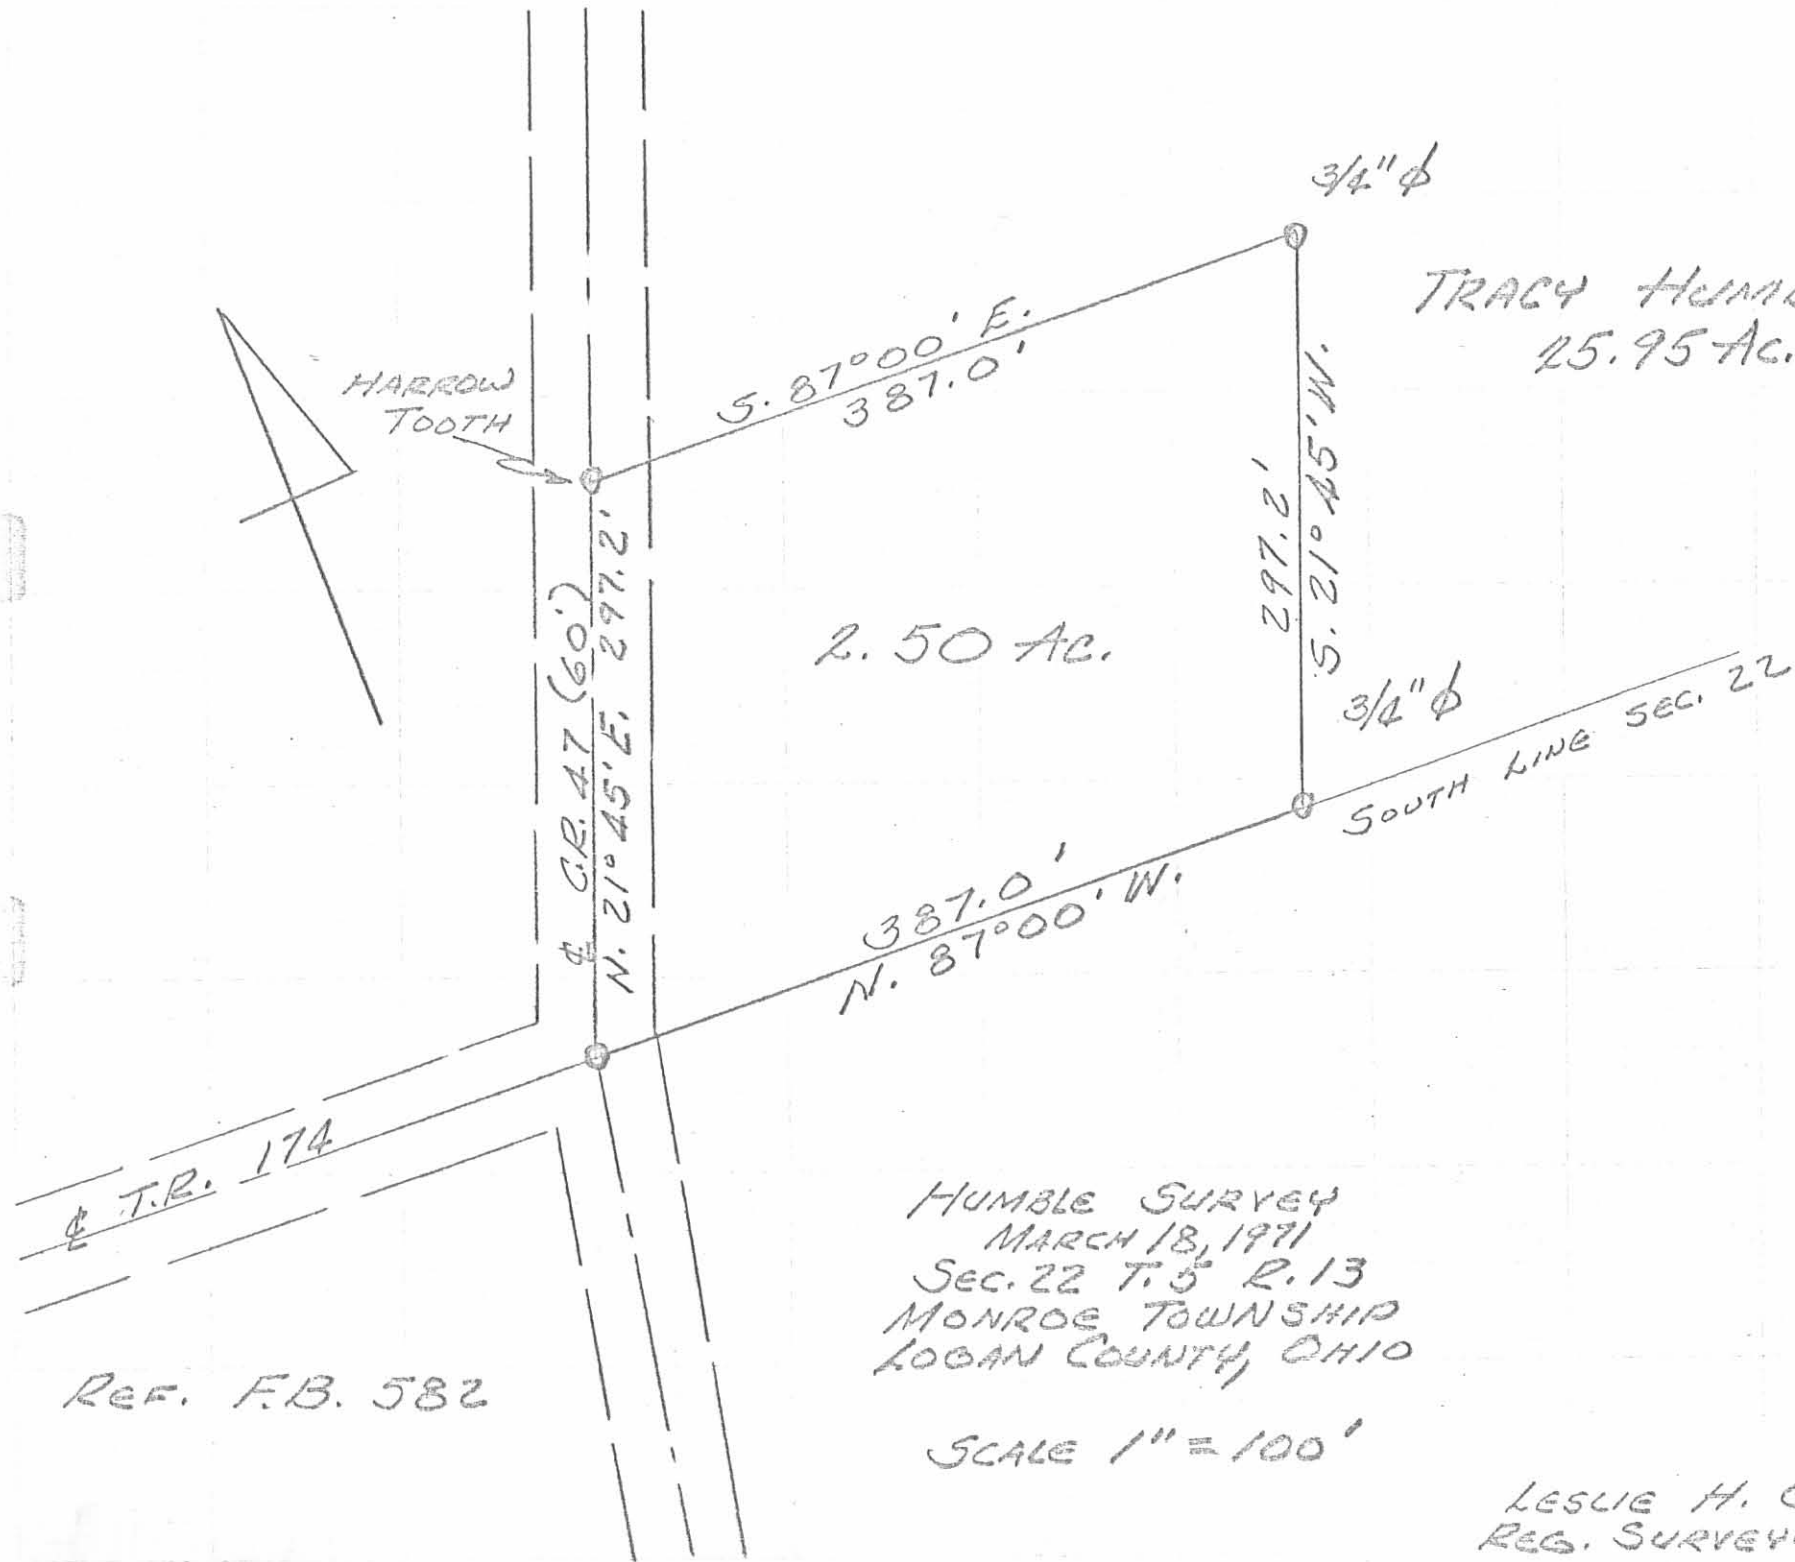 3/4" ϕ
TRACY
25.95 AC.
HARROW
TOOTH
S. 87° 00' E.
387.0'
297.2'
S. 21° 45' W.
℄ C.R. 47 (60')
N. 21° 45' E. 297.2'
2.50 AC.
3/4" ϕ
SOUTH LINE SEC. 22
387.0'
N. 87° 00' W.
℄ T.R. 174
HUMBLE SURVEY
MARCH 18, 1971
SEC. 22 T. 5 R. 13
MONROE TOWNSHIP
LOGAN COUNTY, OHIO
REF. F.B. 582
SCALE 1" = 100'
LESLIE H.
REG.